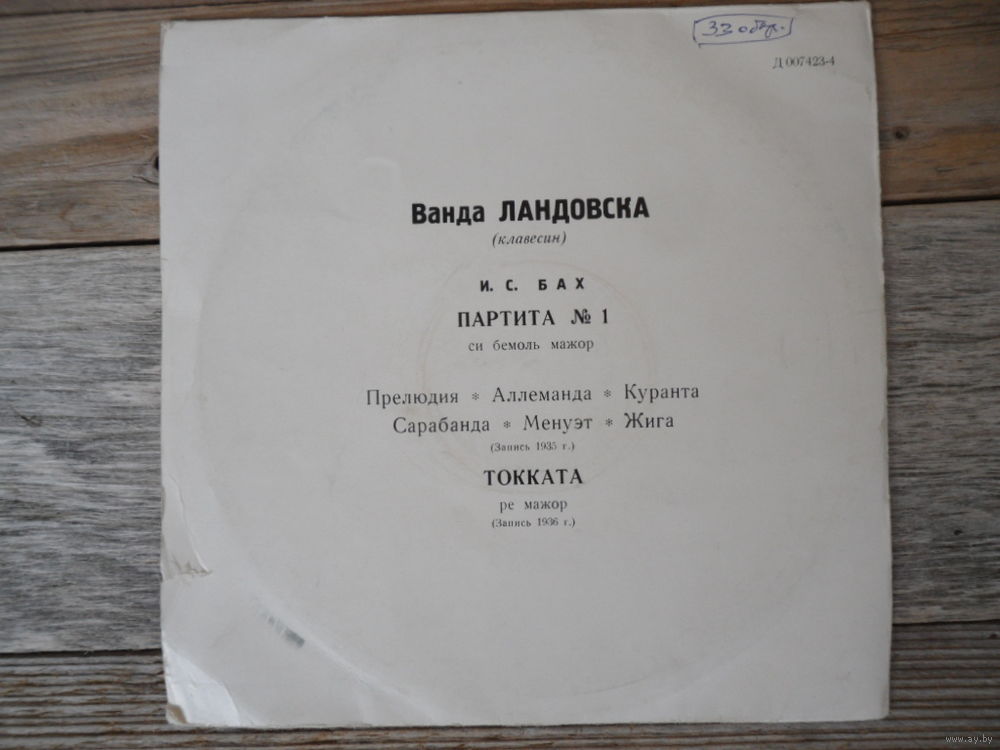 33 обор.
Д 007423-4
Ванда ЛАНДОВСКА
(клавесин)
И. С. БАХ
ПАРТИТА № 1
си бемоль мажор
Прелюдия * Аллеманда * Куранта
Сарабанда * Менуэт * Жига
(Запись 1935 г.)
ТОККАТА
ре мажор
(Запись 1936 г.)
www.ay.by